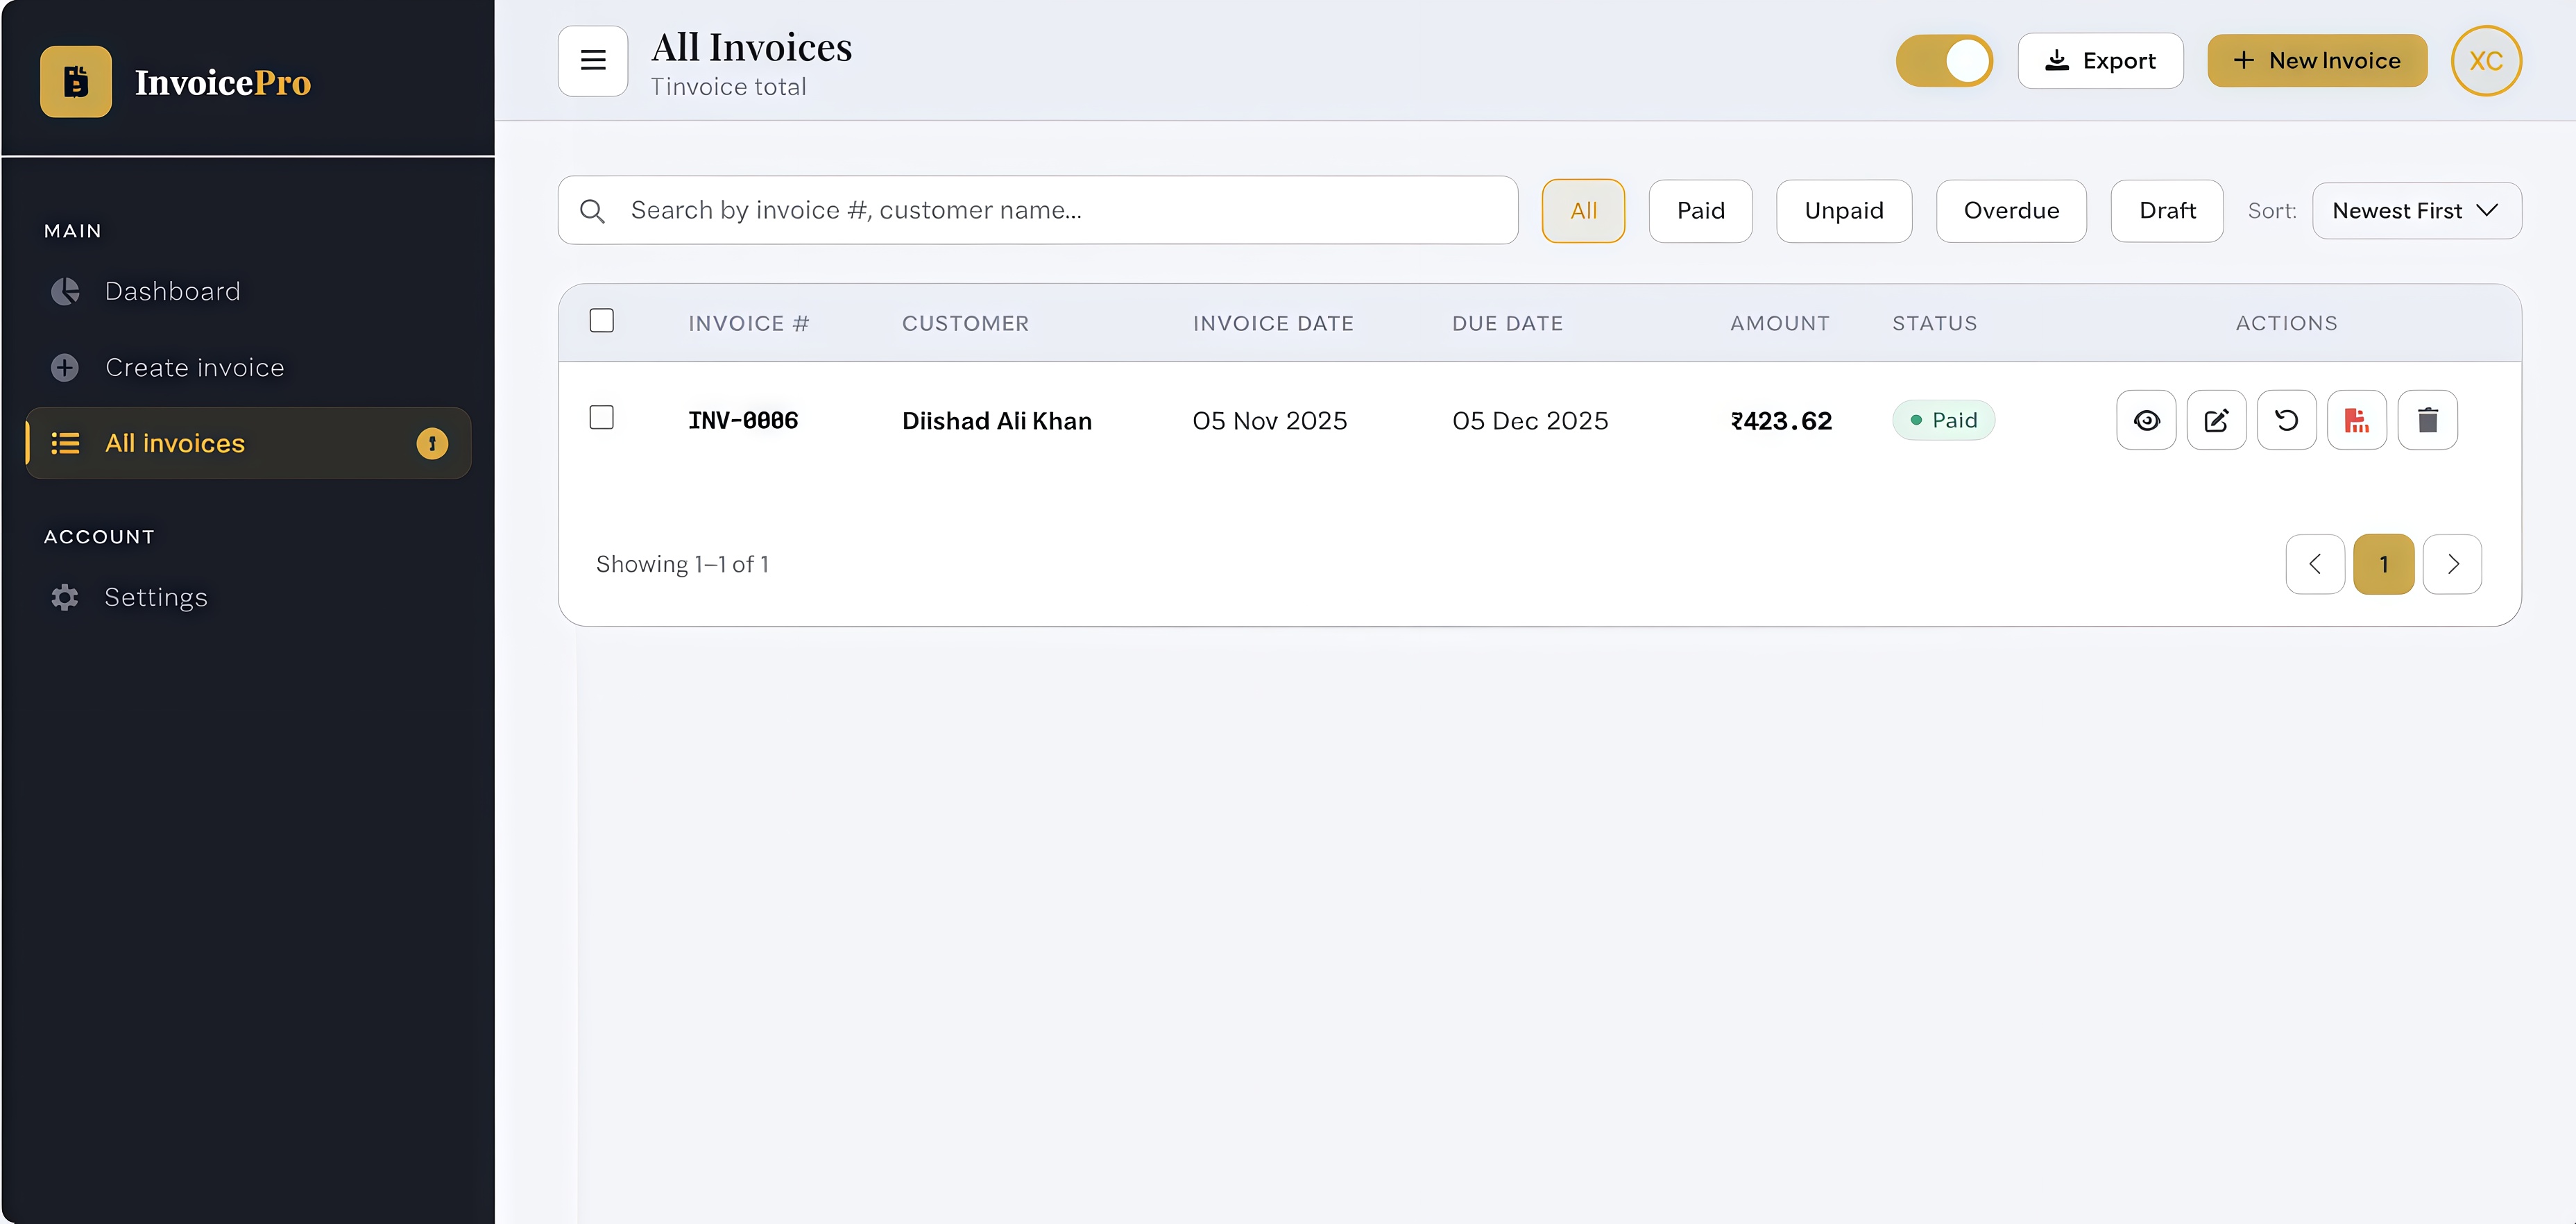 InvoicePro
MAIN
Dashboard
Create invoice
All invoices
ACCOUNT
Settings
All Invoices
Tinvoice total
Export
+ New Invoice
XC
Search by invoice #, customer name...
All
Paid
Unpaid
Overdue
Draft
Sort:
Newest First
INVOICE # CUSTOMER INVOICE DATE DUE DATE AMOUNT STATUS ACTIONS
INV-0006 Diishad Aii Khan 05 Nov 2025 05 Dec 2025 ₹423.62 Paid
Showing 1–1 of 1
1